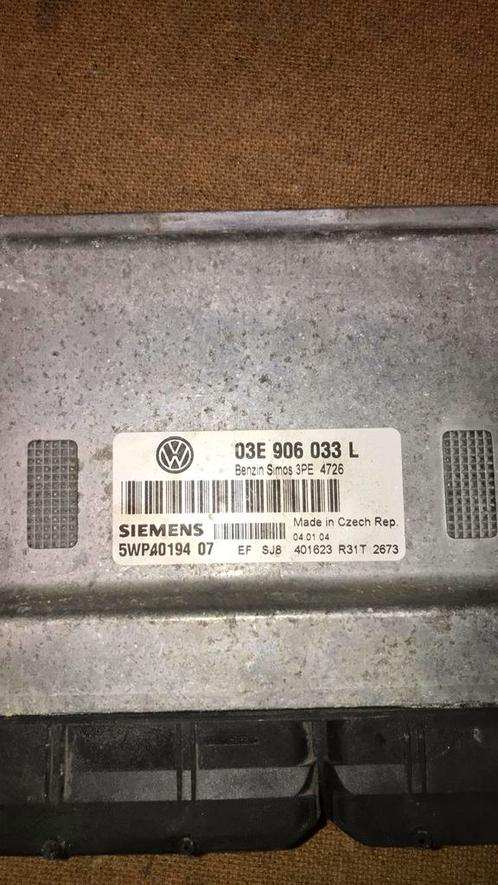 03E 906 033 L
Benzin Simos 3PE 4726
SIEMENS
Made in Czech Rep.
04.01.04
5WP40194 07
EF SJ8 401623 R31T 2673